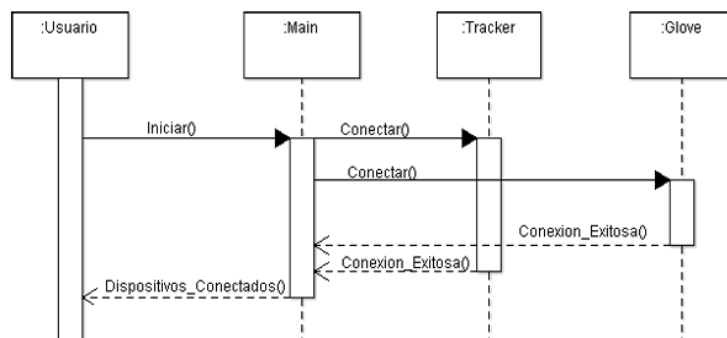 :Usuario
:Main
:Tracker
:Glove
Iniciar()
Conectar()
Conectar()
Conexion_Exitosa()
Conexion_Exitosa()
Dispositivos_Conectados()